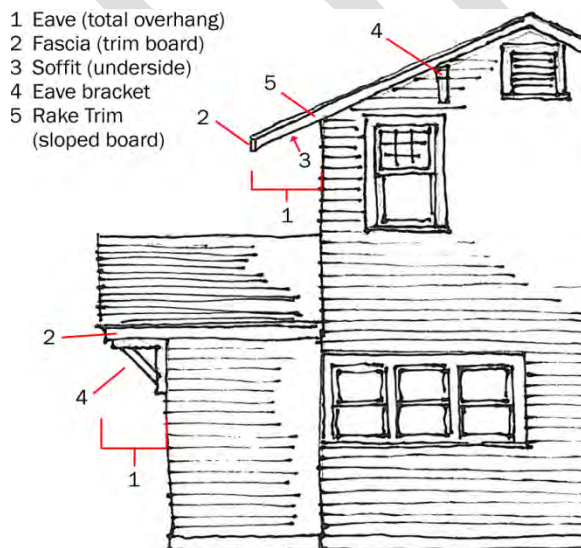 1 Eave (total overhang)
2 Fascia (trim board)
3 Soffit (underside)
4 Eave bracket
5 Rake Trim
(sloped board)
4
5
2
3
1
2
4
1